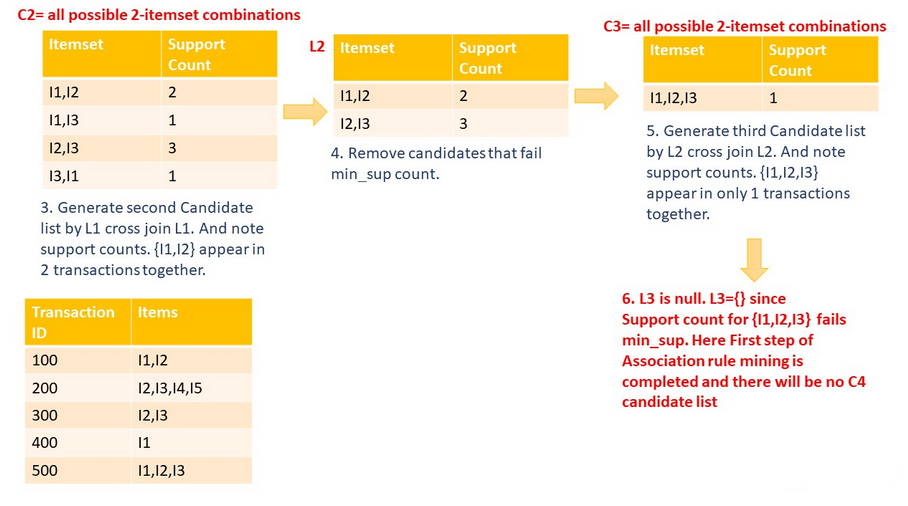 C2= all possible 2-itemset combinations
Itemset Support
Count
I1,I2 2
I1,I3 1
I2,I3 3
I3,I1 1
3. Generate second Candidate
list by L1 cross join L1. And note
support counts. {I1,I2} appear in
2 transactions together.
L2
Itemset Support
Count
I1,I2 2
I2,I3 3
4. Remove candidates that fail
min_sup count.
C3= all possible 2-itemset combinations
Itemset Support
Count
I1,I2,I3 1
5. Generate third Candidate list
by L2 cross join L2. And note
support counts. {I1,I2,I3}
appear in only 1 transactions
together.
6. L3 is null. L3={} since
Support count for {I1,I2,I3} fails
min_sup. Here First step of
Association rule mining is
completed and there will be no C4
candidate list
Transaction Items
ID
100 I1,I2
200 I2,I3,I4,I5
300 I2,I3
400 I1
500 I1,I2,I3